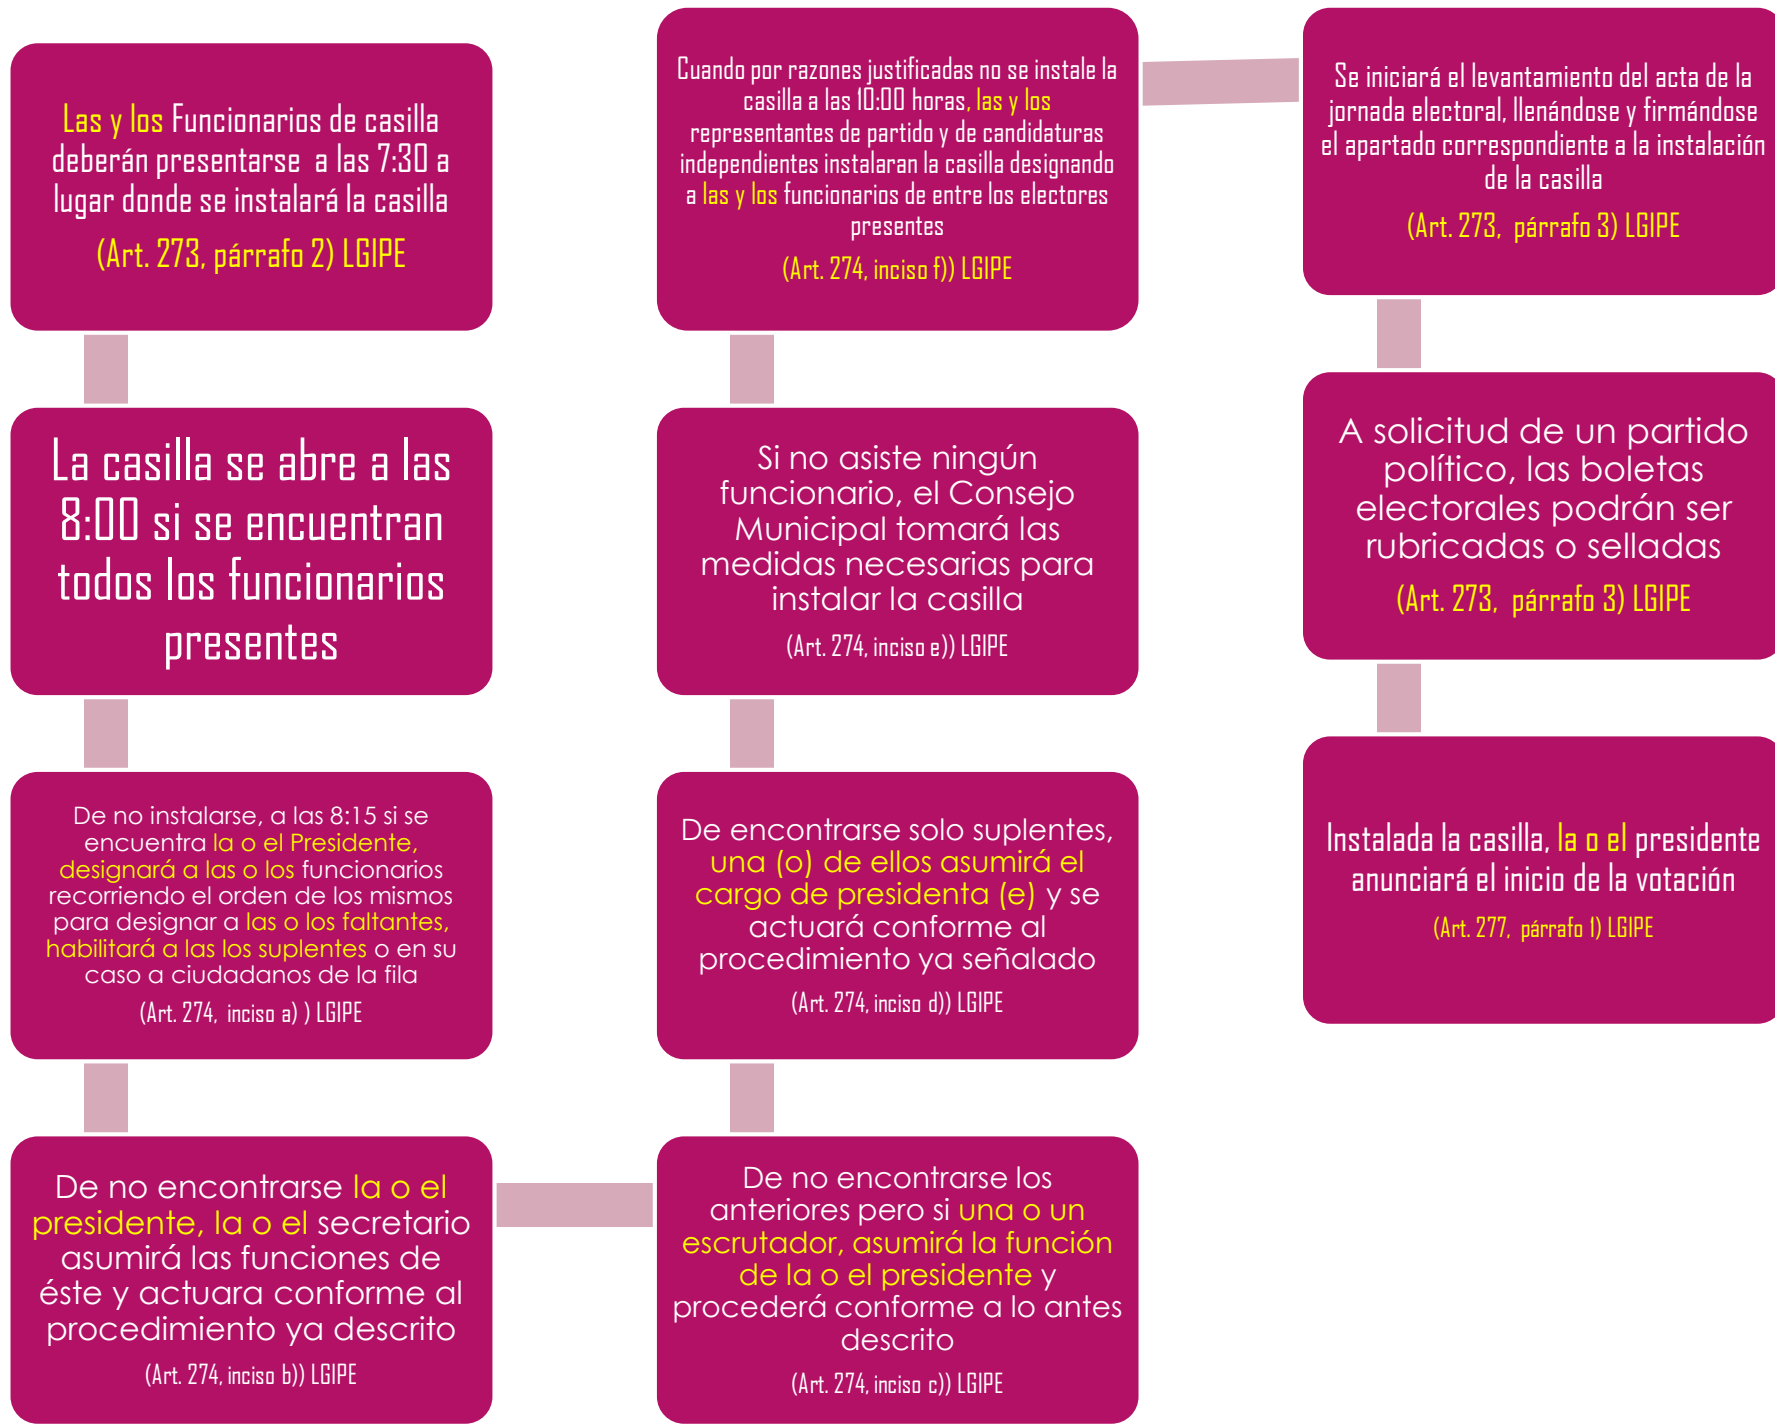 Las y los Funcionarios de casilla
deberán presentarse a las 7:30 a
lugar donde se instalará la casilla
(Art. 273, párrafo 2) LGIPE
La casilla se abre a las
8:00 si se encuentran
todos los funcionarios
presentes
De no instalarse, a las 8:15 si se
encuentra la o el Presidente,
designará a las o los funcionarios
recorriendo el orden de los mismos
para designar a las o los faltantes,
habilitará a las los suplentes o en su
caso a ciudadanos de la fila
(Art. 274, inciso a) ) LGIPE
De no encontrarse la o el
presidente, la o el secretario
asumirá las funciones de
éste y actuara conforme al
procedimiento ya descrito
(Art. 274, inciso b)) LGIPE
De no encontrarse los
anteriores pero si una o un
escrutador, asumirá la función
de la o el presidente y
procederá conforme a lo antes
descrito
(Art. 274, inciso c)) LGIPE
De encontrarse solo suplentes,
una (o) de ellos asumirá el
cargo de presidenta (e) y se
actuará conforme al
procedimiento ya señalado
(Art. 274, inciso d)) LGIPE
Si no asiste ningún
funcionario, el Consejo
Municipal tomará las
medidas necesarias para
instalar la casilla
(Art. 274, inciso e)) LGIPE
Cuando por razones justificadas no se instale la
casilla a las 10:00 horas, las y los
representantes de partido y de candidaturas
independientes instalaran la casilla designando
a las y los funcionarios de entre los electores
presentes
(Art. 274, inciso f)) LGIPE
Se iniciará el levantamiento del acta de la
jornada electoral, llenándose y firmándose
el apartado correspondiente a la instalación
de la casilla
(Art. 273, párrafo 3) LGIPE
A solicitud de un partido
político, las boletas
electorales podrán ser
rubricadas o selladas
(Art. 273, párrafo 3) LGIPE
Instalada la casilla, la o el presidente
anunciará el inicio de la votación
(Art. 277, párrafo 1) LGIPE